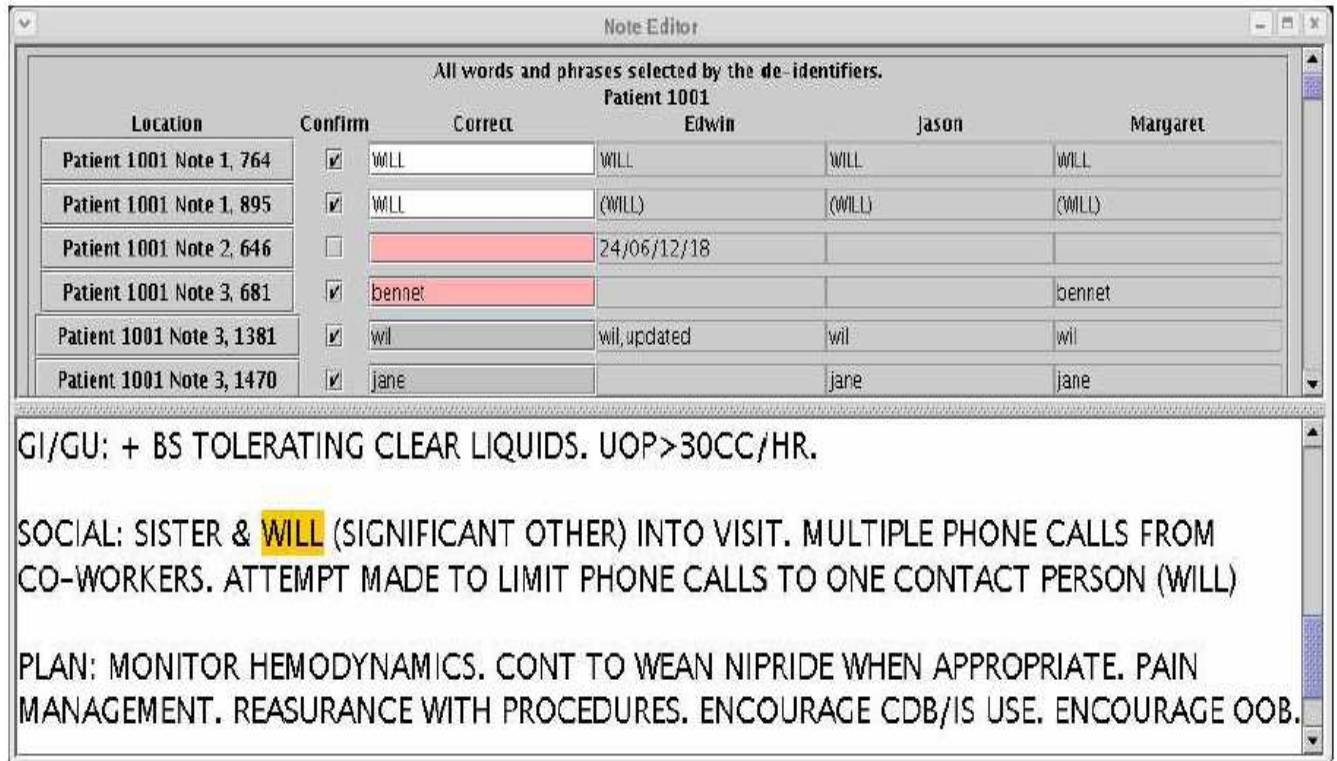 Note Editor
All words and phrases selected by the de-identifiers.
Patient 1001
Location Confirm Correct Edwin Jason Margaret
Patient 1001 Note 1, 764 WILL WILL WILL WILL
Patient 1001 Note 1, 895 WILL (WILL) (WILL) (WILL)
Patient 1001 Note 2, 646 24/06/12/18
Patient 1001 Note 3, 681 bennet bennet
Patient 1001 Note 3, 1381 wil wil,updated wil wil
Patient 1001 Note 3, 1470 jane jane jane
GI/GU: + BS TOLERATING CLEAR LIQUIDS. UOP>30CC/HR.
SOCIAL: SISTER & WILL (SIGNIFICANT OTHER) INTO VISIT. MULTIPLE PHONE CALLS FROM
CO-WORKERS. ATTEMPT MADE TO LIMIT PHONE CALLS TO ONE CONTACT PERSON (WILL)
PLAN: MONITOR HEMODYNAMICS. CONT TO WEAN NIPRIDE WHEN APPROPRIATE. PAIN
MANAGEMENT. REASURANCE WITH PROCEDURES. ENCOURAGE CDB/IS USE. ENCOURAGE OOB.